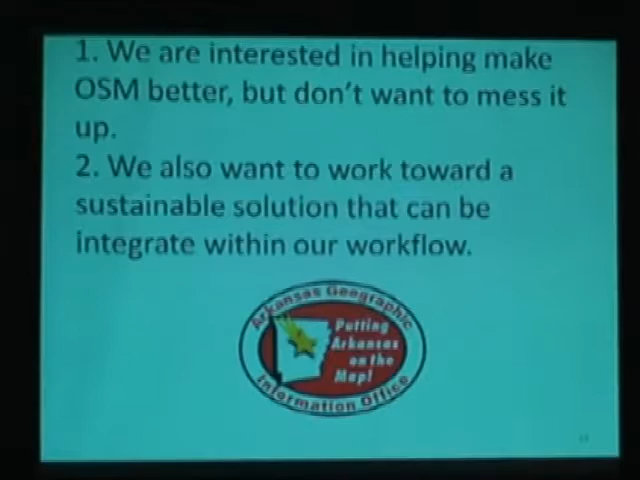 1. We are interested in helping make
OSM better, but don't want to mess it
up.
2. We also want to work toward a
sustainable solution that can be
integrate within our workflow.
Arkansas Geographic
Putting
Arkansas
on the
Map!
Information Office